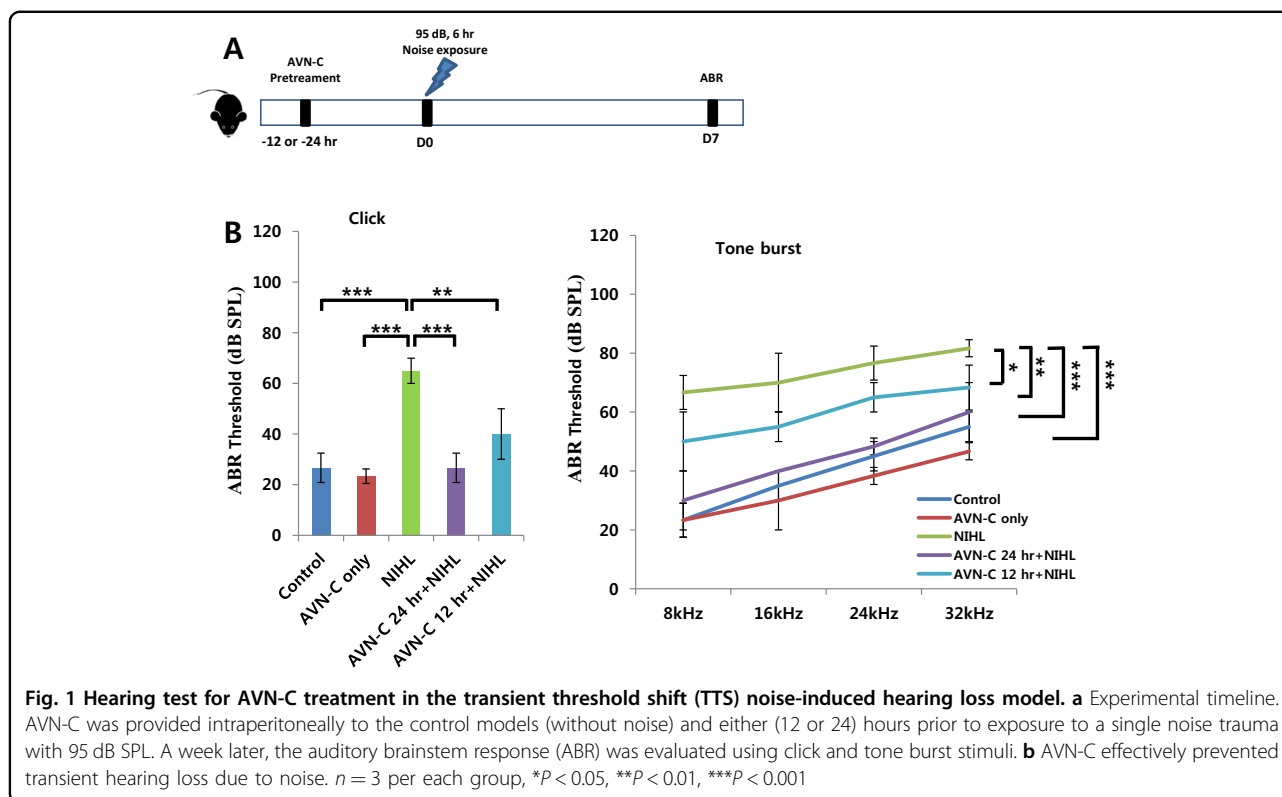 A
95 dB, 6 hr
Noise exposure
AVN-C
Pretreament
ABR
-12 or -24 hr
D0
D7
B
Click
ABR Threshold (dB SPL)
120
100
80
60
40
20
0
***
**
***
***
Control
AVN-C only
NIHL
AVN-C 24 hr+NIHL
AVN-C 12 hr+NIHL
Tone burst
ABR Threshold (dB SPL)
120
100
80
60
40
20
0
*
**
***
***
Control
AVN-C only
NIHL
AVN-C 24 hr+NIHL
AVN-C 12 hr+NIHL
8kHz
16kHz
24kHz
32kHz
Fig. 1 Hearing test for AVN-C treatment in the transient threshold shift (TTS) noise-induced hearing loss model. a Experimental timeline.
AVN-C was provided intraperitoneally to the control models (without noise) and either (12 or 24) hours prior to exposure to a single noise trauma
with 95 dB SPL. A week later, the auditory brainstem response (ABR) was evaluated using click and tone burst stimuli. b AVN-C effectively prevented
transient hearing loss due to noise. n = 3 per each group, *P < 0.05, **P < 0.01, ***P < 0.001